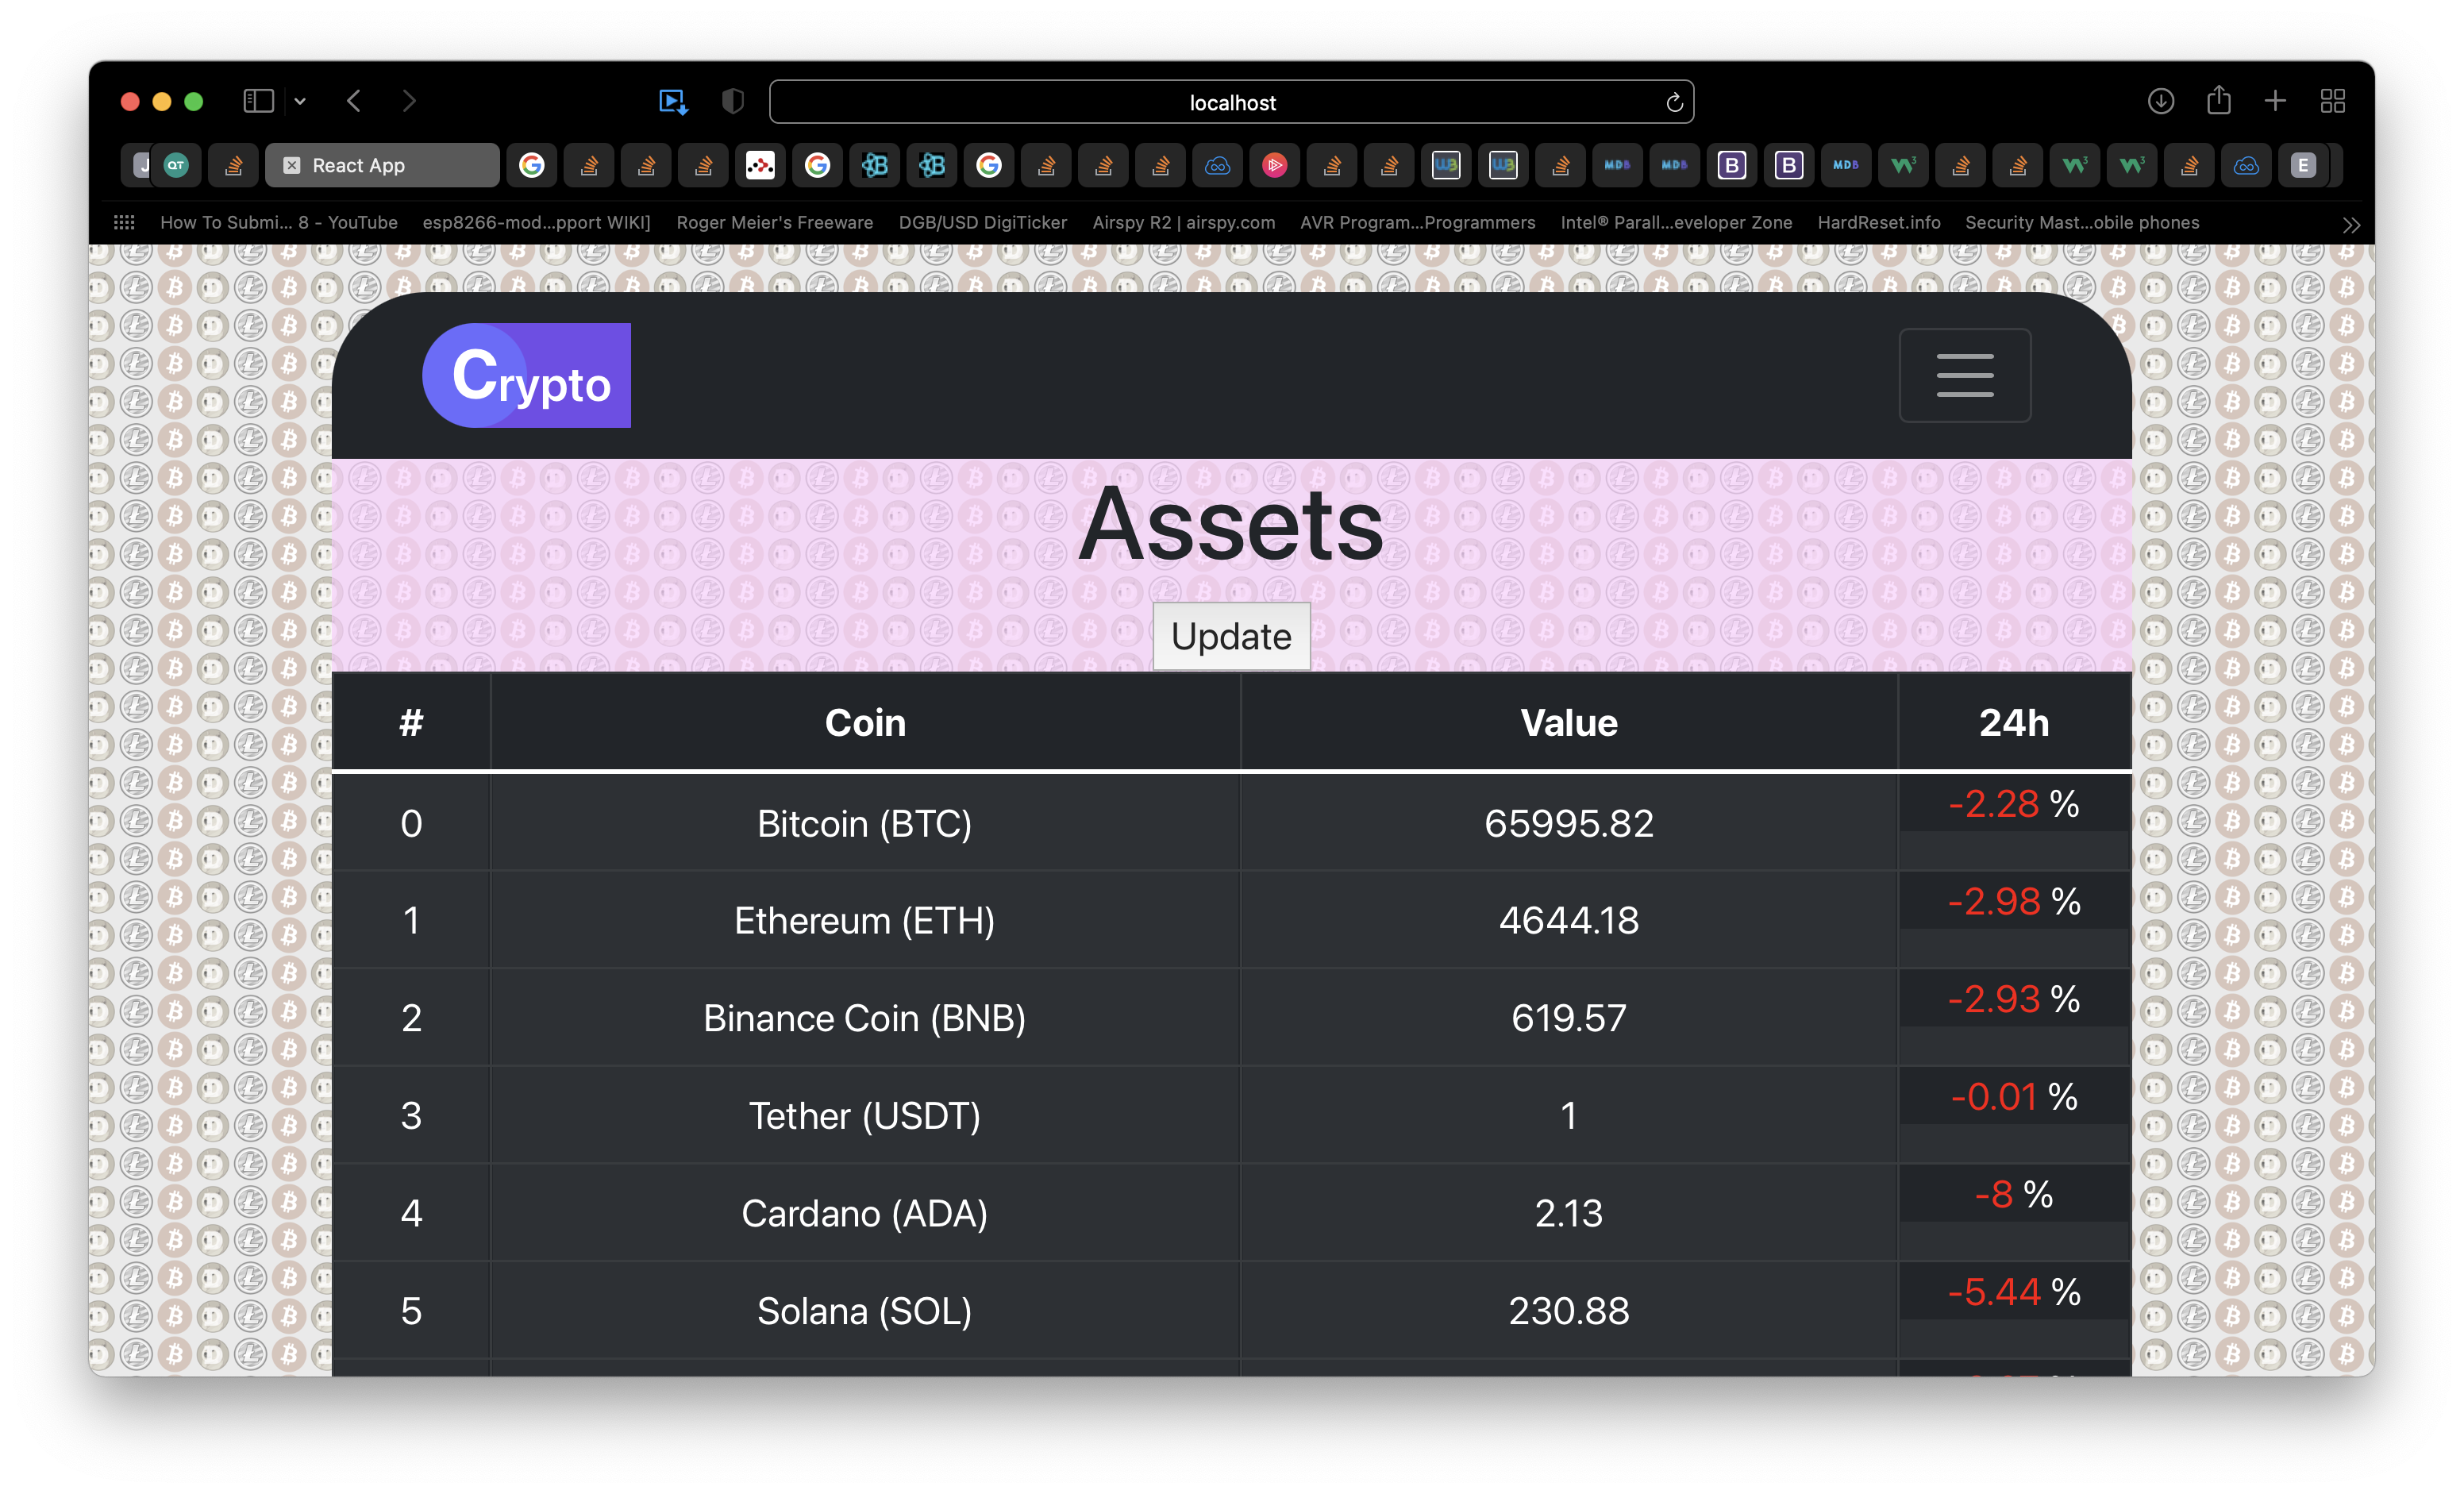 localhost
J QT React App MDB MDB B B MDB E
How To Submi... 8 - YouTube esp8266-mod...pport WIKI] Roger Meier's Freeware DGB/USD DigiTicker Airspy R2 | airspy.com AVR Program...Programmers Intel® Parall...eveloper Zone HardReset.info Security Mast...obile phones
Crypto
Assets
Update
# Coin Value 24h
0 Bitcoin (BTC) 65995.82 -2.28 %
1 Ethereum (ETH) 4644.18 -2.98 %
2 Binance Coin (BNB) 619.57 -2.93 %
3 Tether (USDT) 1 -0.01 %
4 Cardano (ADA) 2.13 -8 %
5 Solana (SOL) 230.88 -5.44 %